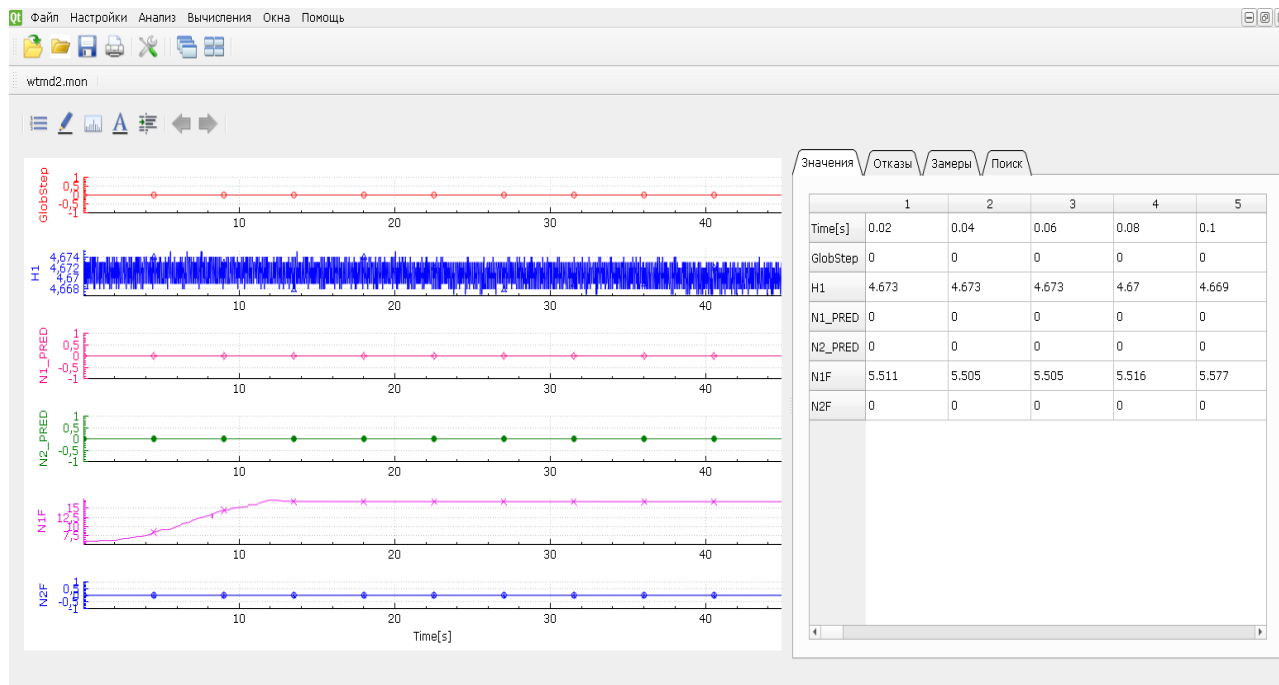 Qt Файл Настройки Анализ Вычисления Окна Помощь
wtmd2.mon
A
GlobStep
1
0,5
0
-0,5
-1
10 20 30 40
H1
4,674
4,672
4,67
4,668
10 20 30 40
N1_PRED
1
0,5
0
-0,5
-1
10 20 30 40
N2_PRED
1
0,5
0
-0,5
-1
10 20 30 40
N1F
15
12,5
10
7,5
10 20 30 40
N2F
1
0,5
0
-0,5
-1
10 20 30 40
Time[s]
Значения Отказы Замеры Поиск
1 2 3 4 5
Time[s] 0.02 0.04 0.06 0.08 0.1
GlobStep 0 0 0 0 0
H1 4.673 4.673 4.673 4.67 4.669
N1_PRED 0 0 0 0 0
N2_PRED 0 0 0 0 0
N1F 5.511 5.505 5.505 5.516 5.577
N2F 0 0 0 0 0